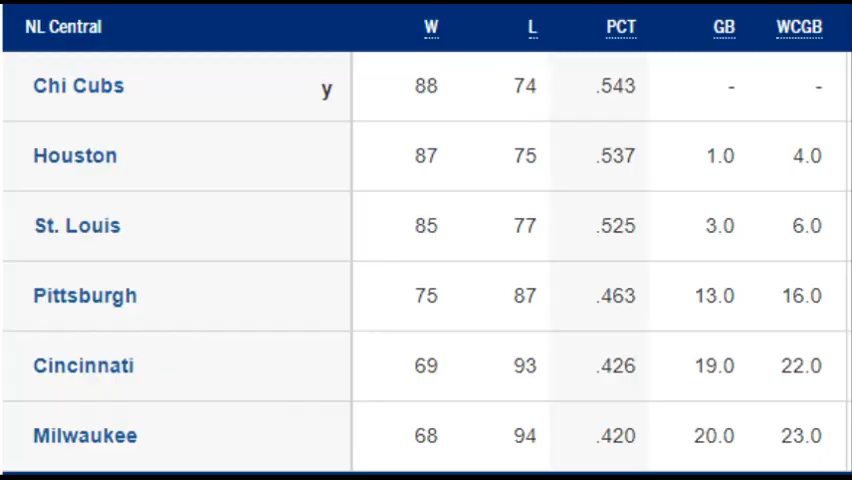 NL Central W L PCT GB WCGB
Chi Cubs y 88 74 .543 - -
Houston 87 75 .537 1.0 4.0
St. Louis 85 77 .525 3.0 6.0
Pittsburgh 75 87 .463 13.0 16.0
Cincinnati 69 93 .426 19.0 22.0
Milwaukee 68 94 .420 20.0 23.0